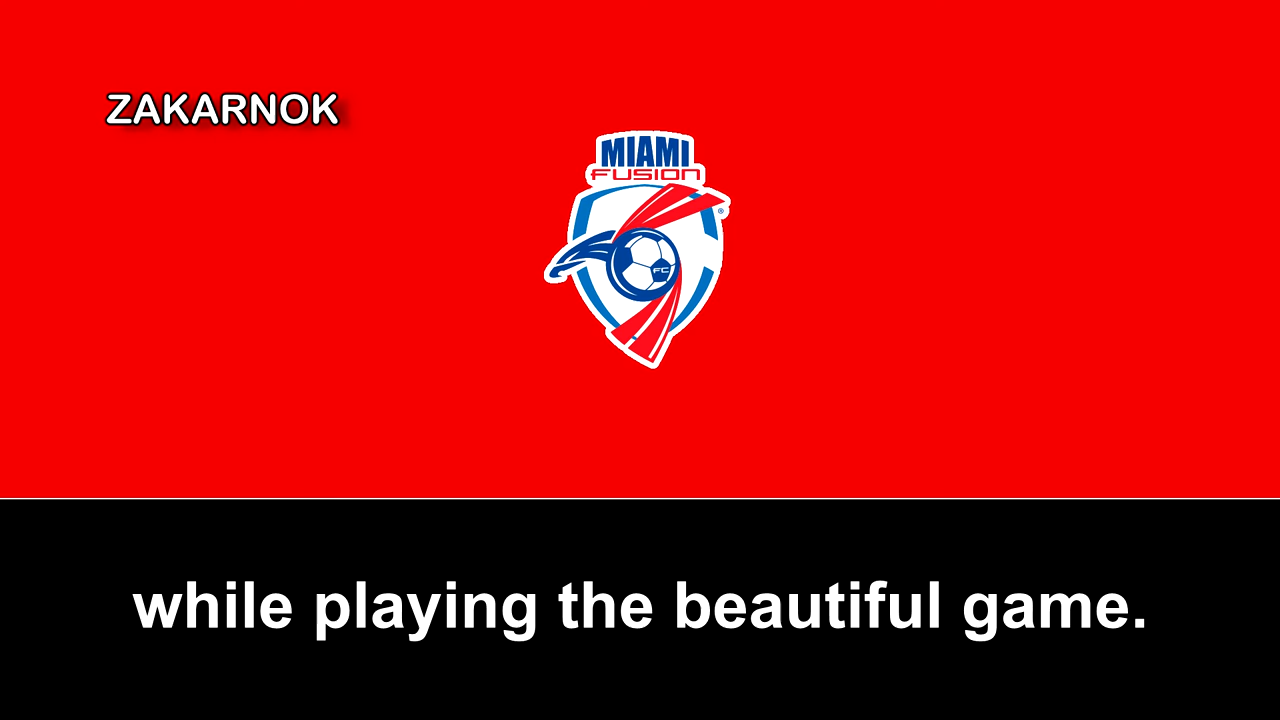 ZAKARNOK
MIAMI
FUSION
®
FC
while playing the beautiful game.